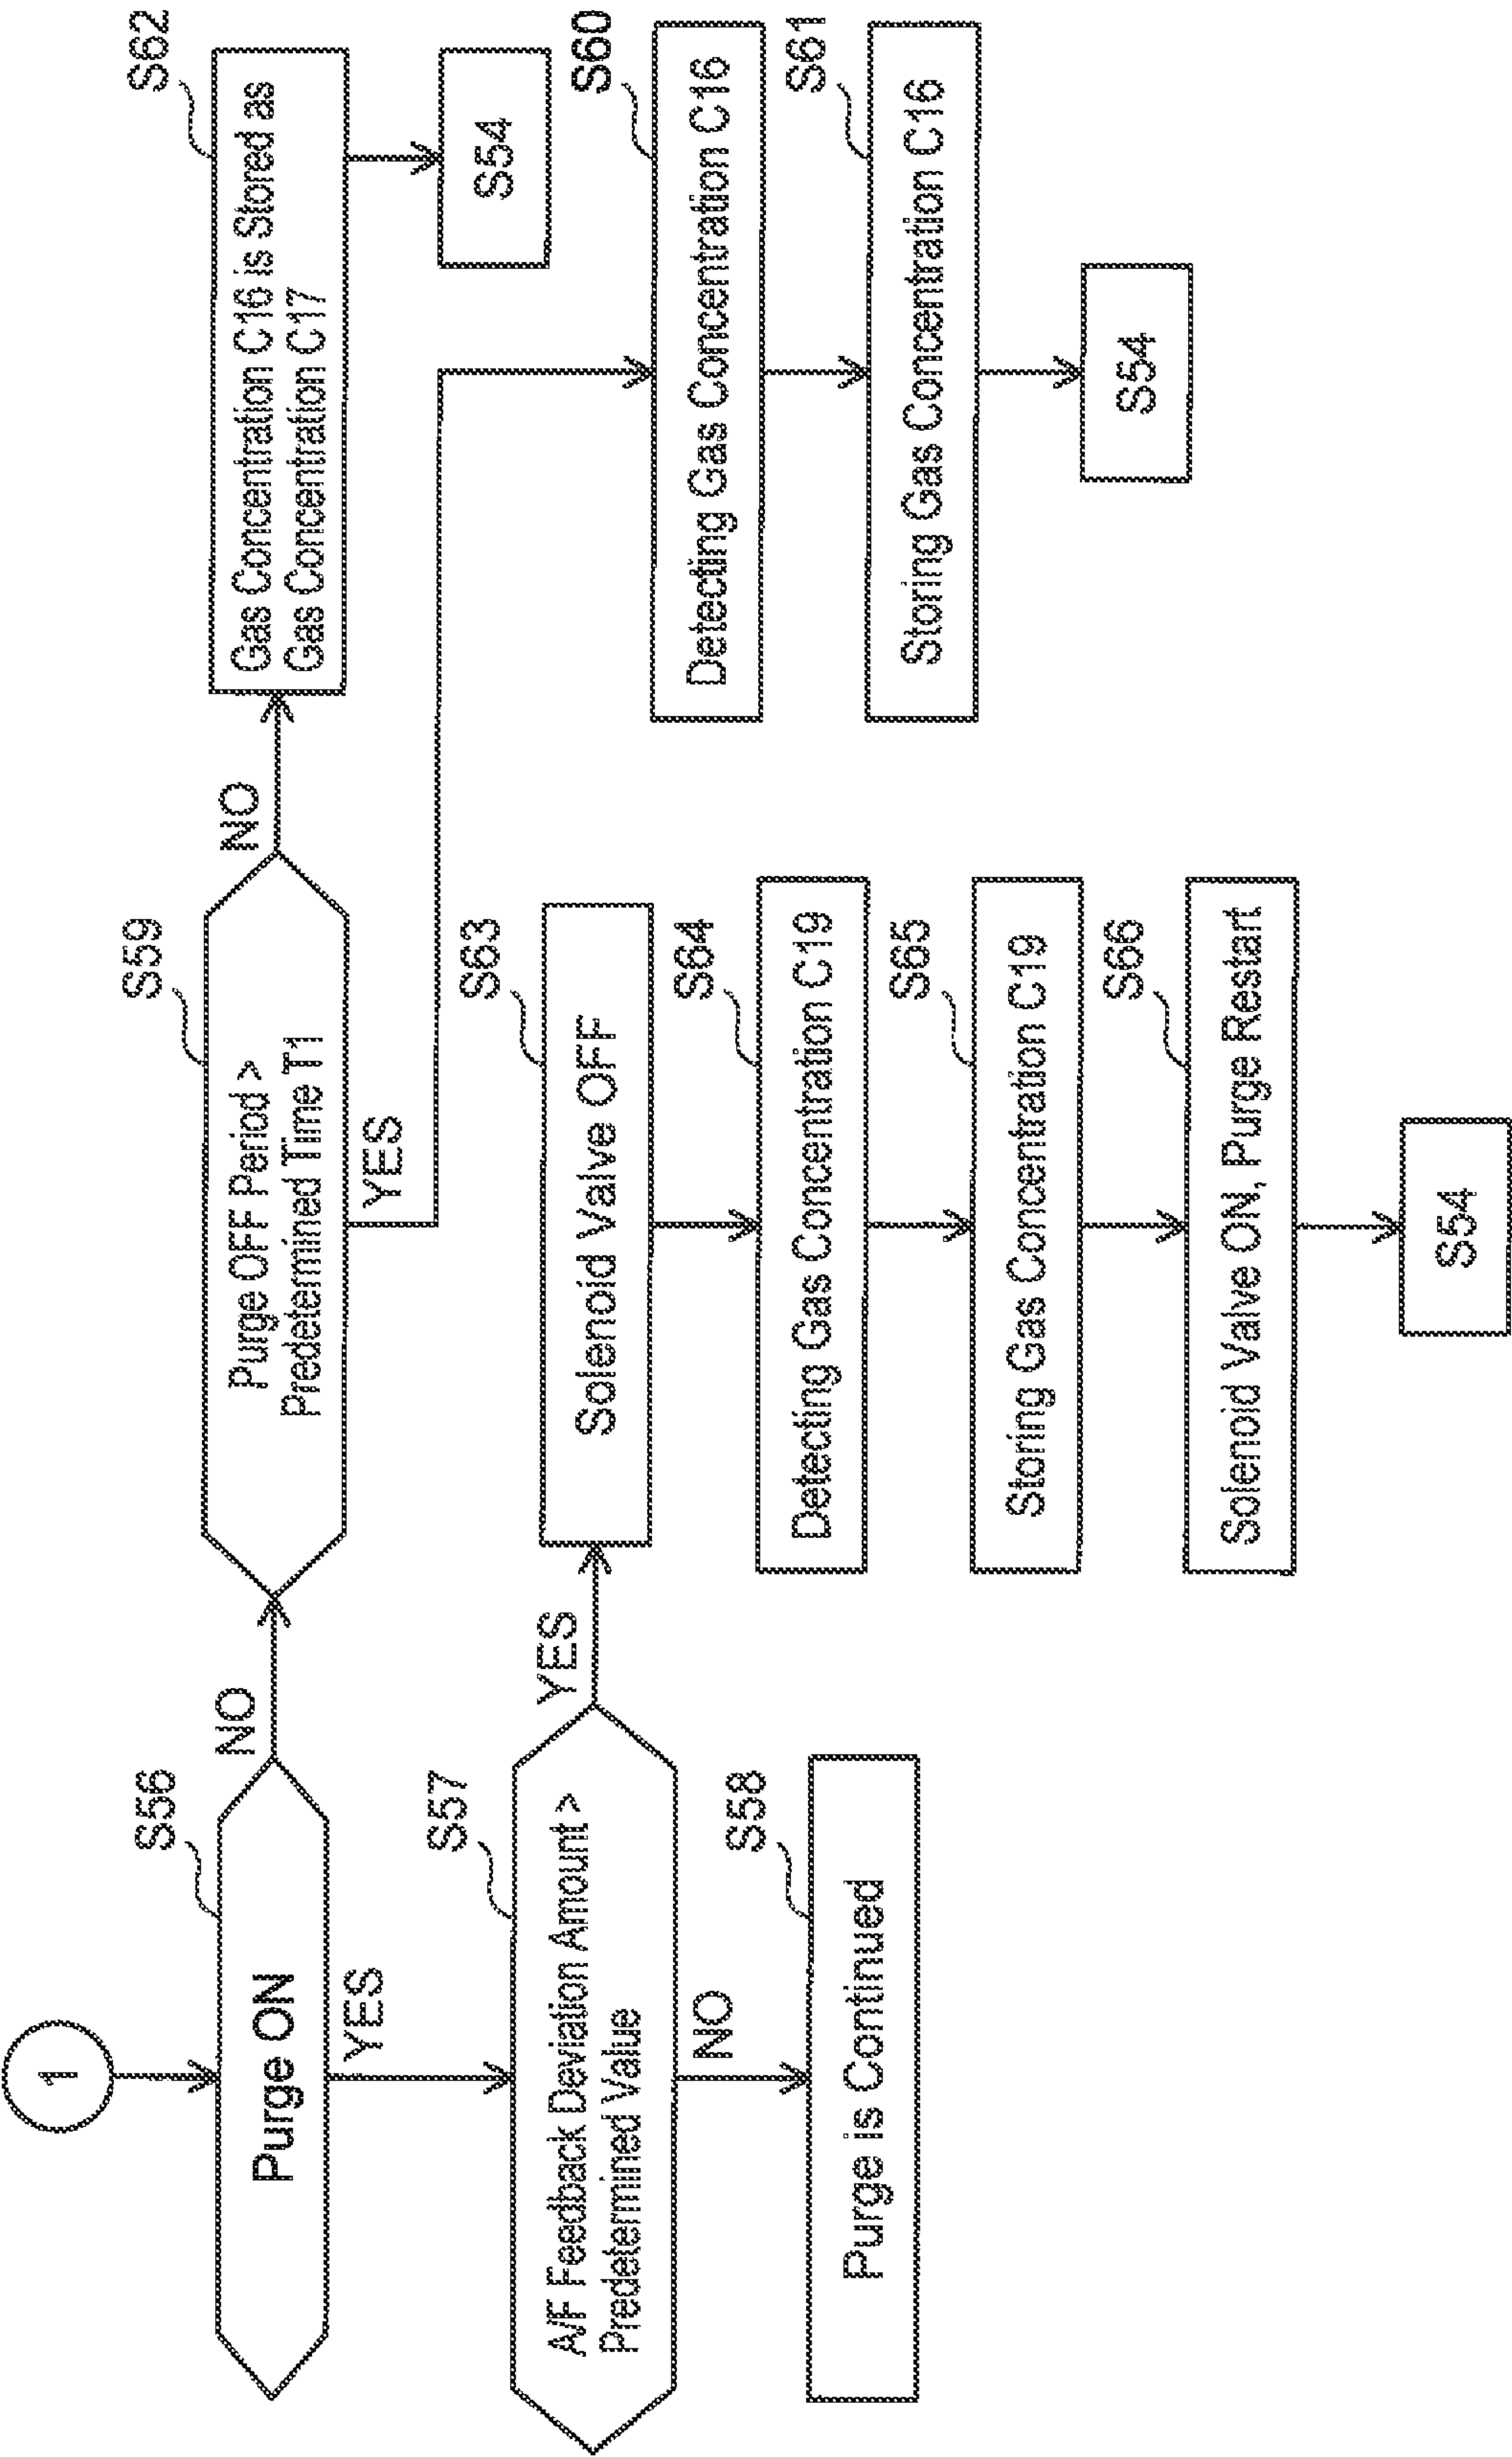 1
S56
Purge ON
NO
YES
S59
Purge OFF Period >
Predetermined Time T1
NO
YES
S62
Gas Concentration C16 is Stored as
Gas Concentration C17
S54
S57
A/F Feedback Deviation Amount >
Predetermined Value
YES
NO
S58
Purge is Continued
S63
Solenoid Valve OFF
S64
Detecting Gas Concentration C19
S65
Storing Gas Concentration C19
S66
Solenoid Valve ON, Purge Restart
S54
S60
Detecting Gas Concentration C16
S61
Storing Gas Concentration C16
S54